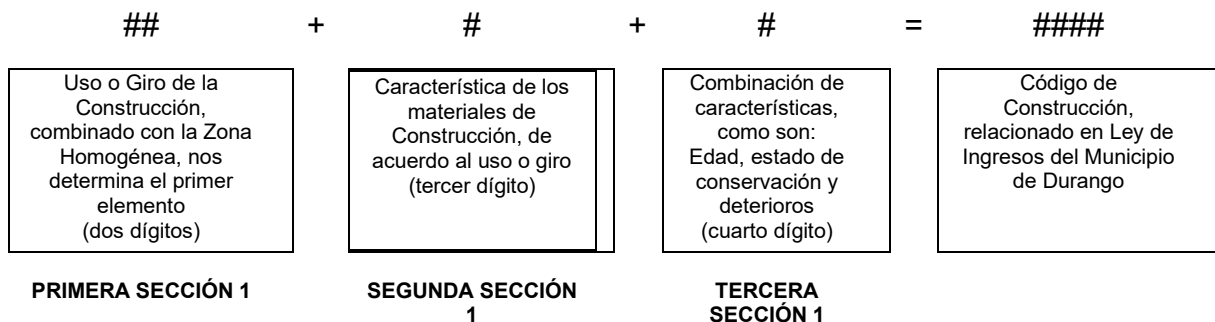 ## + # + # = ####
Uso o Giro de la
Construcción,
combinado con la Zona
Homogénea, nos
determina el primer
elemento
(dos dígitos)
Característica de los
materiales de
Construcción, de
acuerdo al uso o giro
(tercer dígito)
Combinación de
características,
como son:
Edad, estado de
conservación y
deterioros
(cuarto dígito)
Código de
Construcción,
relacionado en Ley de
Ingresos del Municipio
de Durango
PRIMERA SECCIÓN 1
SEGUNDA SECCIÓN
1
TERCERA
SECCIÓN 1